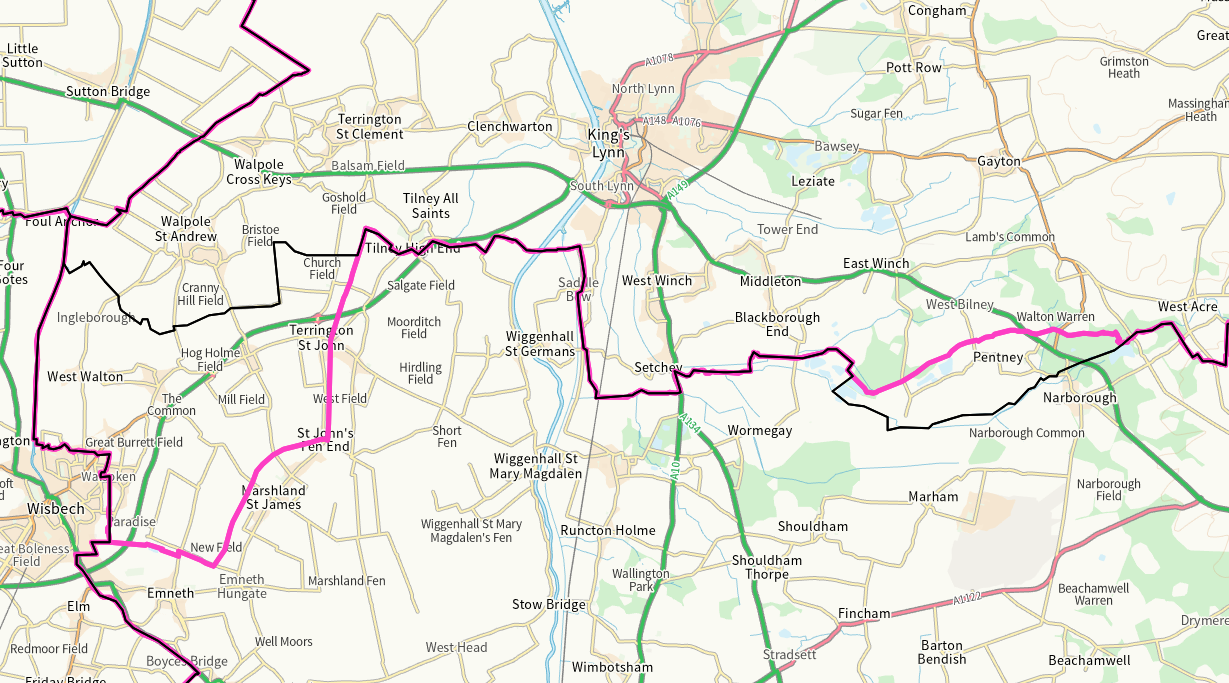 Congham
Little
Sutton
Great
A1078
Grimston
Heath
Pott Row
Sutton Bridge
North Lynn
Massingham
Heath
Terrington
St Clement
Clenchwarton
A148
A1076
Sugar Fen
King's
Lynn
Bawsey
Gayton
Walpole
Cross Keys
Balsam Field
South Lynn
A149
Leziate
Goshold
Field
Tilney All
Saints
Foul Anchor
Walpole
St Andrew
Bristoe
Field
Tilney High End
Tower End
Lamb's Common
Four
Gotes
Church
Field
Cranny
Hill Field
Salgate Field
Saddle
Bow
West Winch
Middleton
East Winch
West Bilney
Walton Warren
West Acre
Ingleborough
Terrington
St John
Moorditch
Field
Wiggenhall
St Germans
Blackborough
End
Hog Holme
Field
Hirdling
Field
Setchey
Pentney
West Walton
The
Common
Mill Field
West Field
Narborough
St John's
Fen End
Short
Fen
A134
Wormegay
Narborough Common
Great Burrett Field
Walsoken
Wiggenhall St
Mary Magdalen
A10
Wisbech
Marshland
St James
Marham
Narborough
Field
Paradise
Wiggenhall St Mary
Magdalen's Fen
Runcton Holme
Shouldham
New Field
Great Boleness
Field
Emneth
Hungate
Marshland Fen
Wallington
Park
Shouldham
Thorpe
Emneth
Elm
Stow Bridge
A1122
Beachamwell
Warren
Fincham
Drymere
Redmoor Field
Well Moors
West Head
Barton
Bendish
Boyces Bridge
Wimbotsham
Stradsett
Beachamwell
Friday Bridge